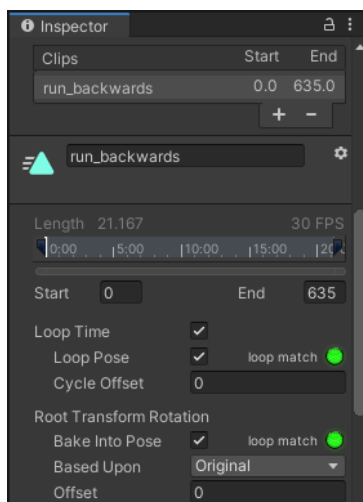 Inspector
Clips Start End
run_backwards 0.0 635.0
+ -
run_backwards
Length 21.167 30 FPS
0:00 5:00 10:00 15:00 20
Start 0 End 635
Loop Time
Loop Pose loop match
Cycle Offset 0
Root Transform Rotation
Bake Into Pose loop match
Based Upon Original
Offset 0